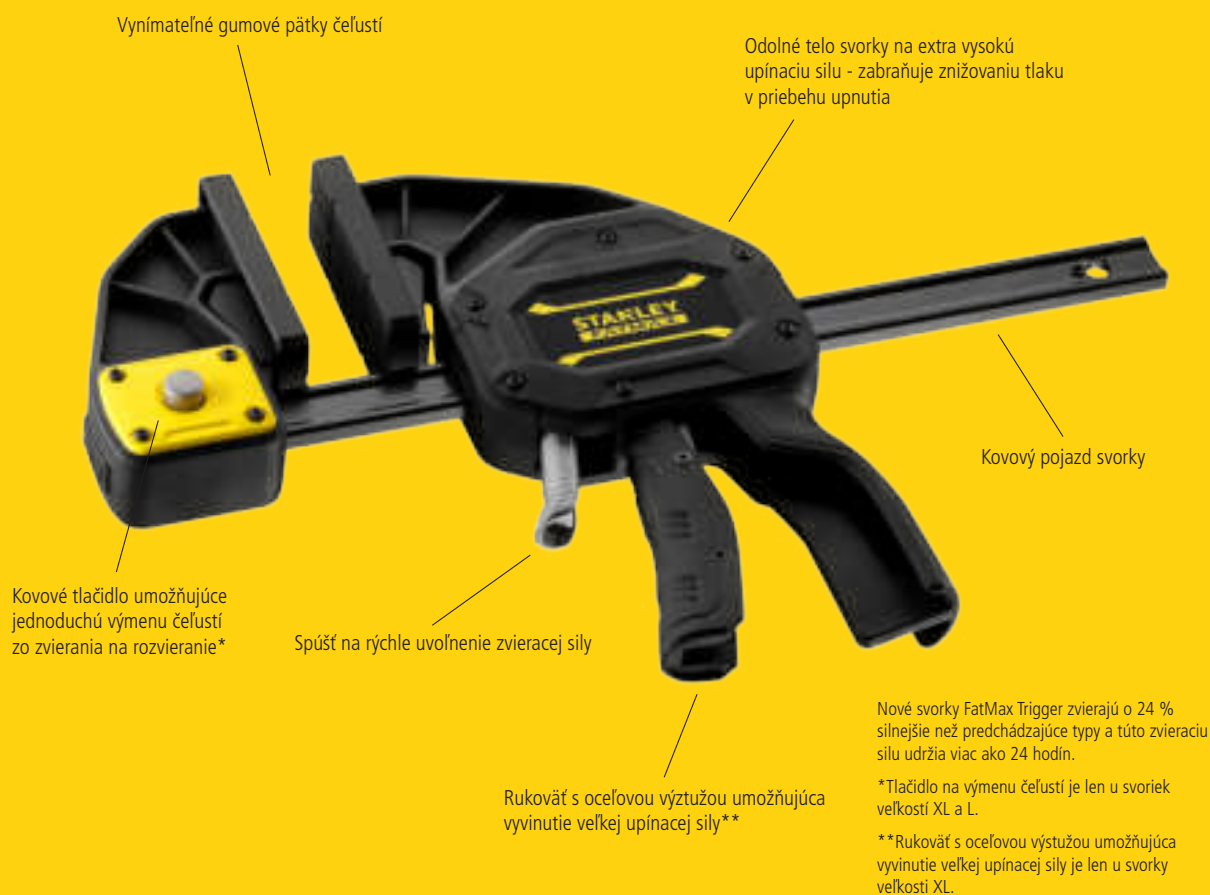 Vynímateľné gumové pätky čeľustí
Odolné telo svorky na extra vysokú
upínaciu silu - zabraňuje znižovaniu tlaku
v priebehu upnutia
STANLEY
FATMAX
Kovový pojazd svorky
Kovové tlačidlo umožňujúce
jednoduchú výmenu čeľustí
zo zvierania na rozvieranie*
Spúšť na rýchle uvoľnenie zvieracej sily
Rukoväť s oceľovou výztužou umožňujúca
vyvinutie veľkej upínacej sily**
Nové svorky FatMax Trigger zvierajú o 24 %
silnejšie než predchádzajúce typy a túto zvieraciu
silu udržia viac ako 24 hodín.
*Tlačidlo na výmenu čeľustí je len u svoriek
veľkostí XL a L.
**Rukoväť s oceľovou výstužou umožňujúca
vyvinutie veľkej upínacej sily je len u svorky
veľkosti XL.